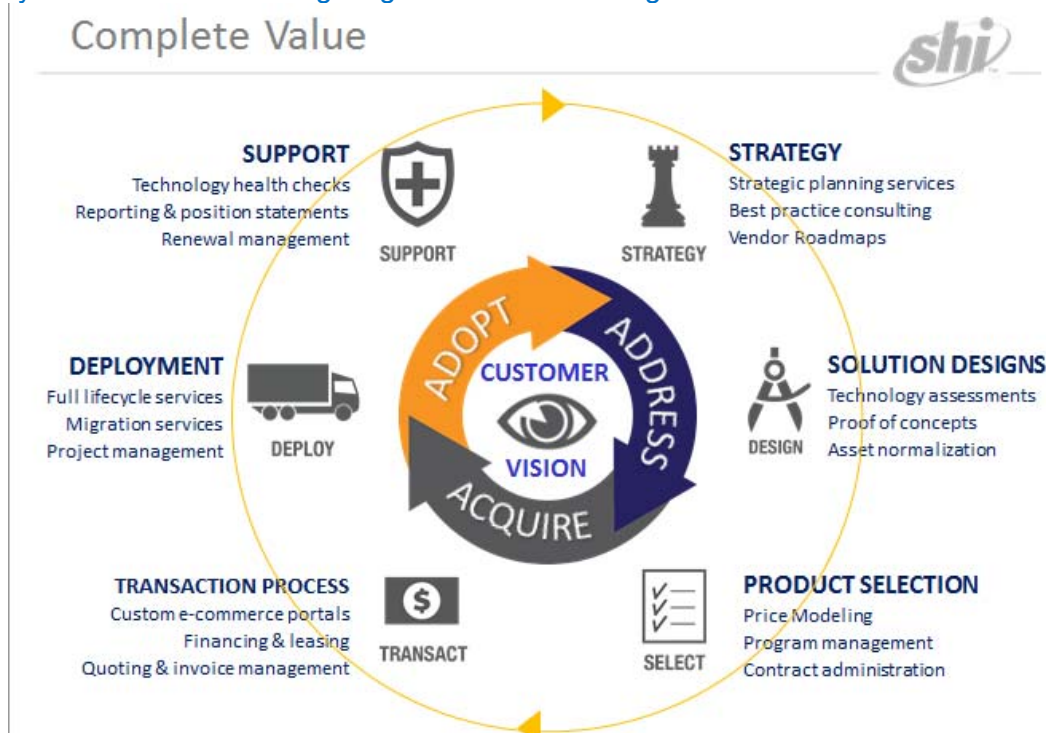 Complete Value
shi
SUPPORT
Technology health checks
Reporting & position statements
Renewal management
SUPPORT
STRATEGY
STRATEGY
Strategic planning services
Best practice consulting
Vendor Roadmaps
DEPLOYMENT
Full lifecycle services
Migration services
Project management
DEPLOY
ADOPT
ADDRESS
ACQUIRE
CUSTOMER
VISION
DESIGN
SOLUTION DESIGNS
Technology assessments
Proof of concepts
Asset normalization
TRANSACTION PROCESS
Custom e-commerce portals
Financing & leasing
Quoting & invoice management
TRANSACT
SELECT
PRODUCT SELECTION
Price Modeling
Program management
Contract administration